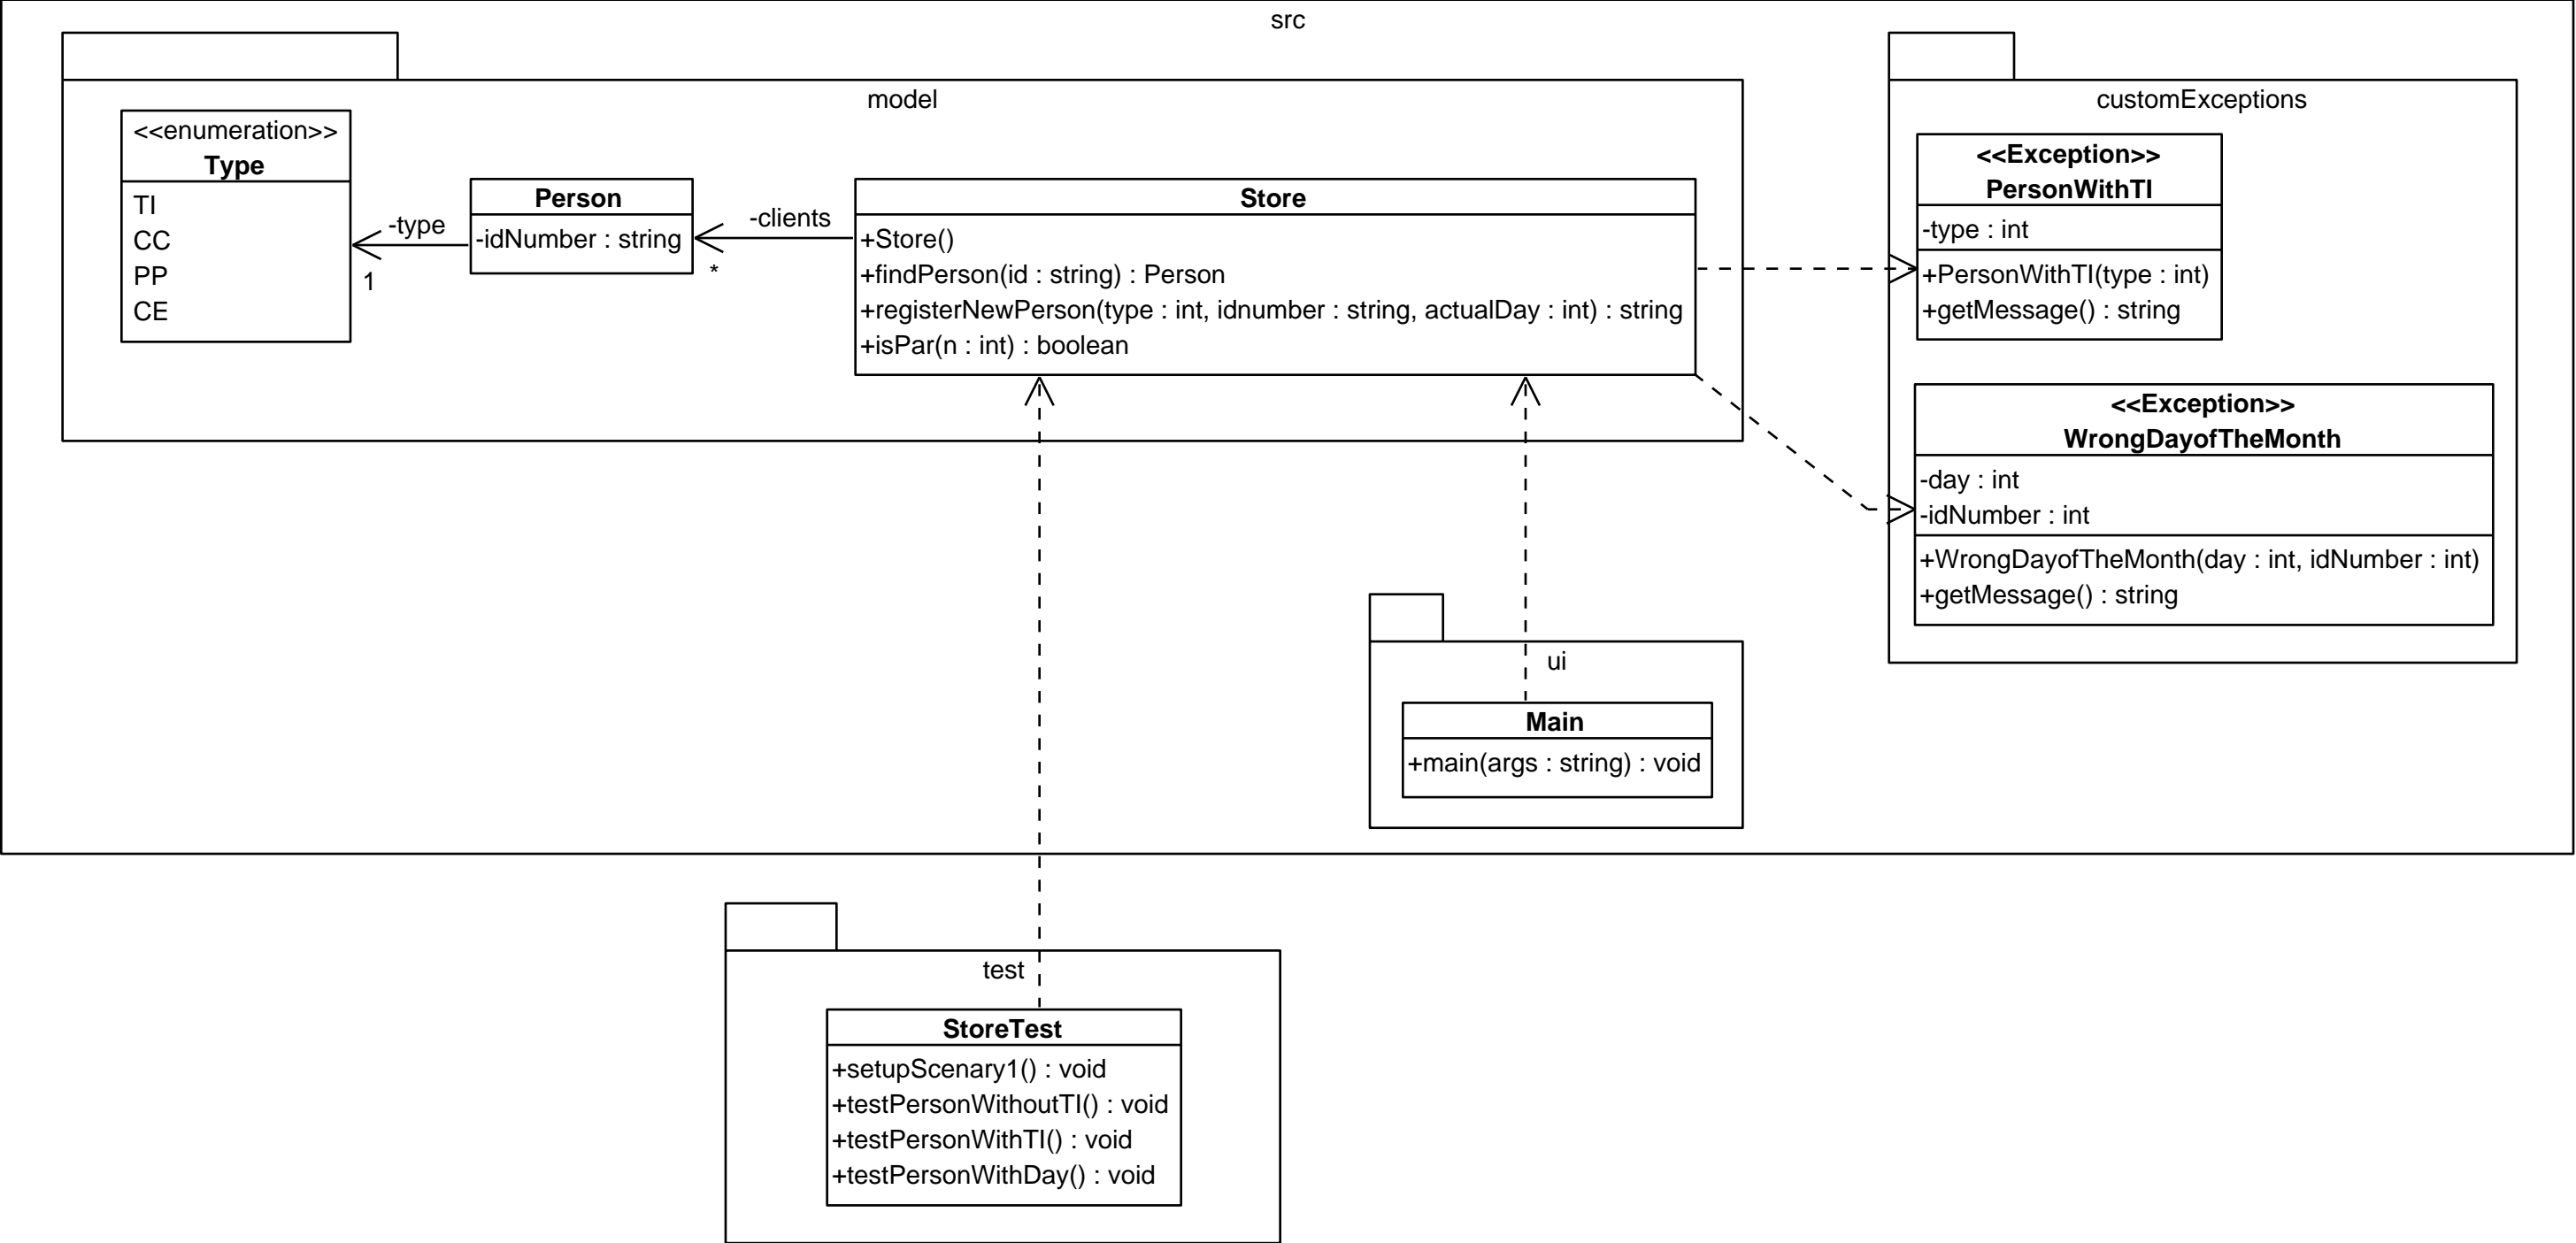 src
model
<<enumeration>>
Type
TI
CC
PP
CE
-type
1
Person
-idNumber : string
-clients
*
Store
+Store()
+findPerson(id : string) : Person
+registerNewPerson(type : int, idnumber : string, actualDay : int) : string
+isPar(n : int) : boolean
customExceptions
<<Exception>>
PersonWithTI
-type : int
+PersonWithTI(type : int)
+getMessage() : string
<<Exception>>
WrongDayofTheMonth
-day : int
-idNumber : int
+WrongDayofTheMonth(day : int, idNumber : int)
+getMessage() : string
ui
Main
+main(args : string) : void
test
StoreTest
+setupScenary1() : void
+testPersonWithoutTI() : void
+testPersonWithTI() : void
+testPersonWithDay() : void